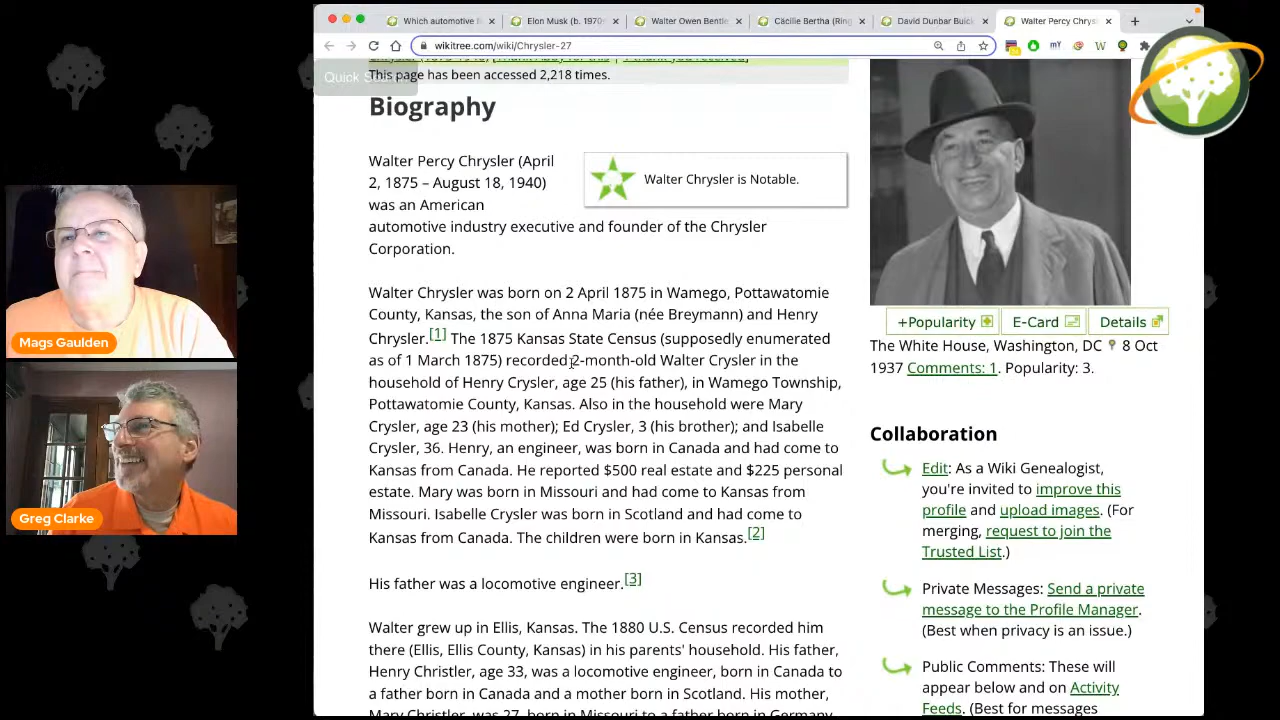 Which automotive
Elon Musk (b. 1970
Walter Owen Bentl
Cäcilie Bertha (Ring
David Dunbar Buic
Walter Percy Chrys
wikitree.com/wiki/Chrysler-27
This page has been accessed 2,218 times.
Biography
Walter Percy Chrysler (April
2, 1875 – August 18, 1940)
was an American
automotive industry executive and founder of the Chrysler
Corporation.
Walter Chrysler is Notable.
Walter Chrysler was born on 2 April 1875 in Wamego, Pottawatomie
County, Kansas, the son of Anna Maria (née Breymann) and Henry
Chrysler.[1] The 1875 Kansas State Census (supposedly enumerated
as of 1 March 1875) recorded 2-month-old Walter Crysler in the
household of Henry Crysler, age 25 (his father), in Wamego Township,
Pottawatomie County, Kansas. Also in the household were Mary
Crysler, age 23 (his mother); Ed Crysler, 3 (his brother); and Isabelle
Crysler, 36. Henry, an engineer, was born in Canada and had come to
Kansas from Canada. He reported $500 real estate and $225 personal
estate. Mary was born in Missouri and had come to Kansas from
Missouri. Isabelle Crysler was born in Scotland and had come to
Kansas from Canada. The children were born in Kansas.[2]
His father was a locomotive engineer.[3]
Walter grew up in Ellis, Kansas. The 1880 U.S. Census recorded him
there (Ellis, Ellis County, Kansas) in his parents' household. His father,
Henry Christler, age 33, was a locomotive engineer, born in Canada to
a father born in Canada and a mother born in Scotland. His mother,
Mary Christler, was 27, born in Missouri to a father born in Germany
+Popularity
E-Card
Details
The White House, Washington, DC 8 Oct
1937 Comments: 1. Popularity: 3.
Collaboration
Edit: As a Wiki Genealogist,
you're invited to improve this
profile and upload images. (For
merging, request to join the
Trusted List.)
Private Messages: Send a private
message to the Profile Manager.
(Best when privacy is an issue.)
Public Comments: These will
appear below and on Activity
Feeds. (Best for messages
Mags Gaulden
Greg Clarke